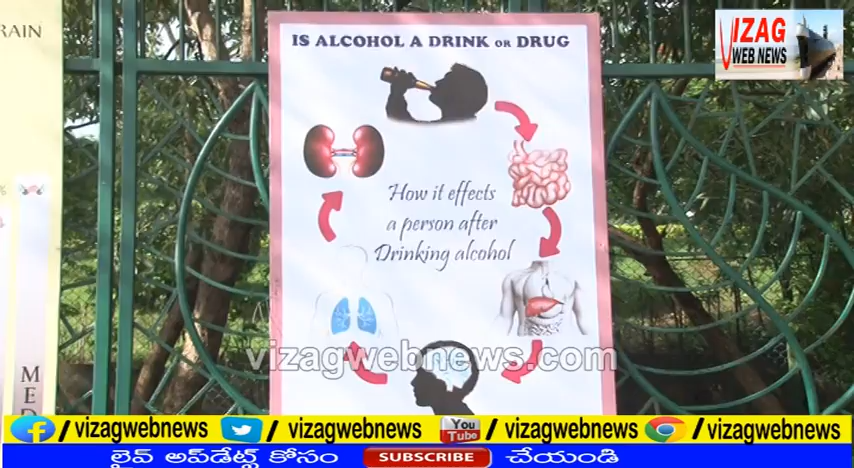 RAIN
IS ALCOHOL A DRINK OR DRUG
VIZAG
WEB NEWS
How it effects
a person after
Drinking alcohol
vizagwebnews.com
M
E
D
/vizagwebnews /vizagwebnews You Tube /vizagwebnews /vizagwebnews
లైవ్ అప్‌డేట్స్ కోసం SUBSCRIBE చేయండి